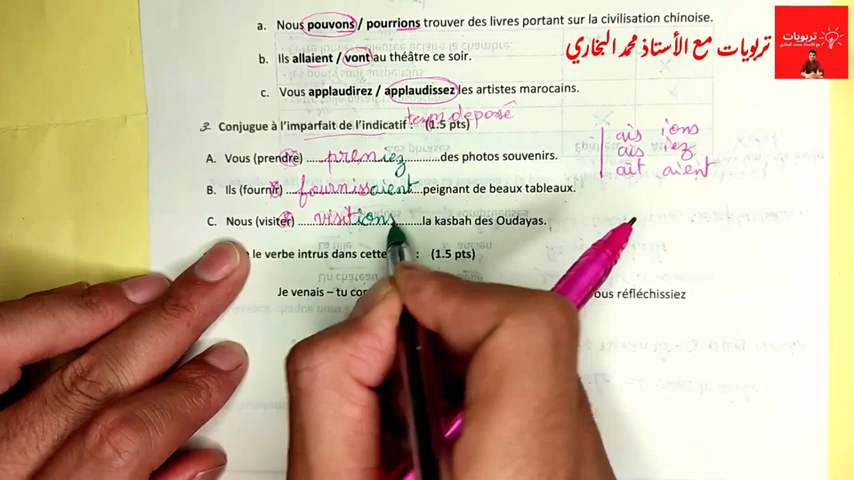 a. Nous pouvons / pourrions trouver des livres portant sur la civilisation chinoise.
تربويات مع الأستاذ محمد البخاري
تربويات
b. Ils allaient / vont au théâtre ce soir.
c. Vous applaudirez / applaudissez les artistes marocains.
temps deposé
3. Conjugue à l'imparfait de l'indicatif : (1.5 pts)
ais ions
ais iez
ait aient
A. Vous (prendre) preniez des photos souvenirs.
B. Ils (fournir) fournissaient peignant de beaux tableaux.
C. Nous (visiter) visitions la kasbah des Oudayas.
le verbe intrus dans cette : (1.5 pts)
Je venais – tu ous réfléchissiez